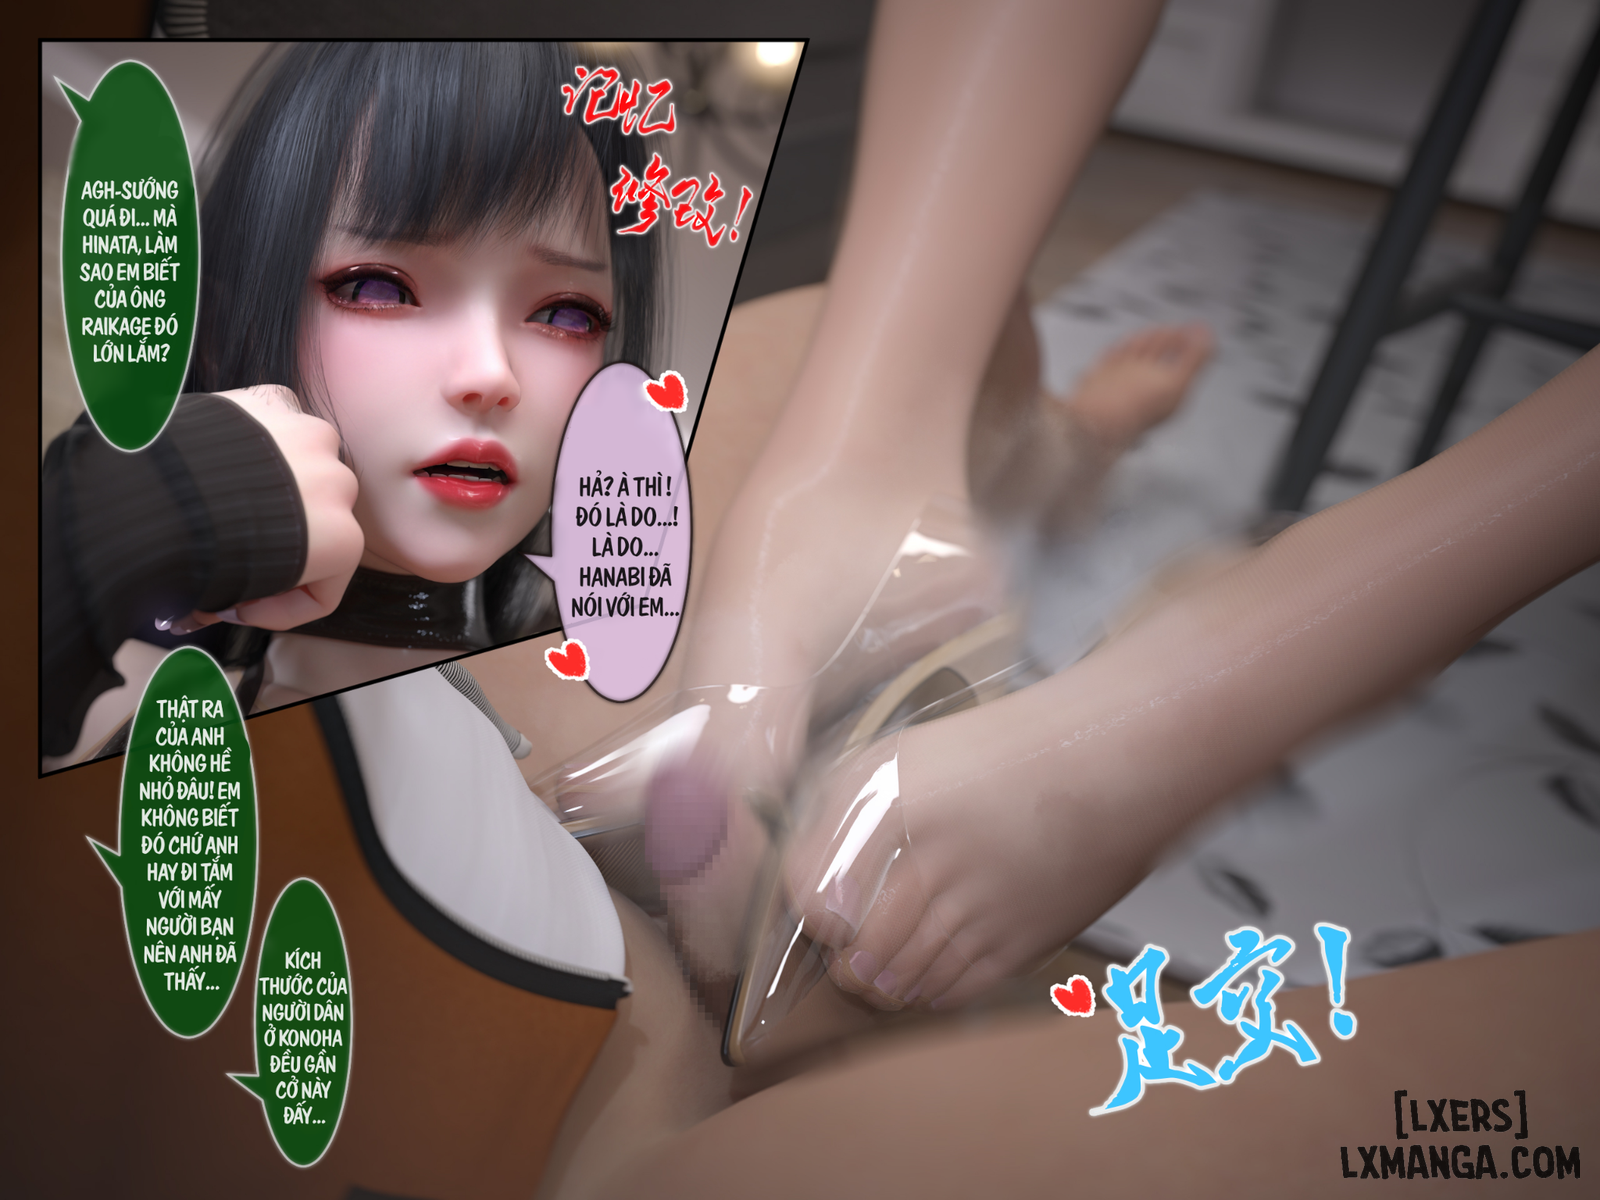 AGH-SƯỚNG
QUÁ ĐI... MÀ
HINATA, LÀM
SAO EM BIẾT
CỦA ÔNG
RAIKAGE ĐÓ
LỚN LẮM?
记忆
修改!
HẢ? À THÌ!
ĐÓ LÀ DO...!
LÀ DO...
HANABI ĐÃ
NÓI VỚI EM...
THẬT RA
CỦA ANH
KHÔNG HỀ
NHỎ ĐÂU! EM
KHÔNG BIẾT
ĐÓ CHỨ ANH
HAY ĐI TẮM
VỚI MẤY
NGƯỜI BẠN
NÊN ANH ĐÃ
THẤY...
KÍCH
THƯỚC CỦA
NGƯỜI DÂN
Ở KONOHA
ĐỀU GẦN
CỞ NÀY
ĐẤY...
足交!
[LXERS]
LXMANGA.COM